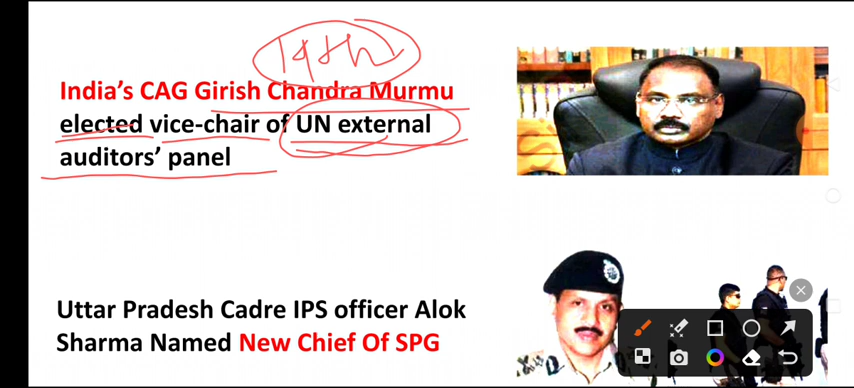 14th
India's CAG Girish Chandra Murmu
elected vice-chair of UN external
auditors' panel
Uttar Pradesh Cadre IPS officer Alok
Sharma Named New Chief Of SPG